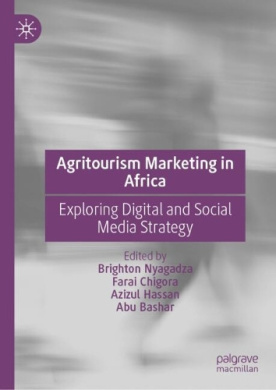 Agritourism Marketing in
Africa
Exploring Digital and Social
Media Strategy
Edited by
Brighton Nyagadza
Farai Chigora
Azizul Hassan
Abu Bashar
palgrave
macmillan